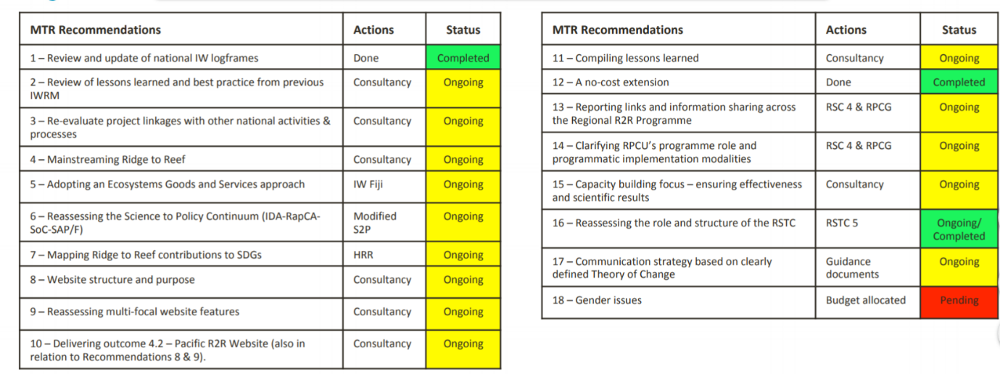 MTR Recommendations Actions Status
1 – Review and update of national IW logframes Done Completed
2 – Review of lessons learned and best practice from previous Consultancy Ongoing
IWRM
3 – Re-evaluate project linkages with other national activities & Consultancy Ongoing
processes
4 – Mainstreaming Ridge to Reef Consultancy Ongoing
5 – Adopting an Ecosystems Goods and Services approach IW Fiji Ongoing
6 – Reassessing the Science to Policy Continuum (IDA-RapCA- Modified Ongoing
SoC-SAP/F) S2P
7 – Mapping Ridge to Reef contributions to SDGs HRR Ongoing
8 – Website structure and purpose Consultancy Ongoing
9 – Reassessing multi-focal website features Consultancy Ongoing
10 – Delivering outcome 4.2 – Pacific R2R Website (also in Consultancy Ongoing
relation to Recommendations 8 & 9).
MTR Recommendations Actions Status
11 – Compiling lessons learned Consultancy Ongoing
12 – A no-cost extension Done Completed
13 – Reporting links and information sharing across RSC 4 & RPCG Ongoing
the Regional R2R Programme
14 – Clarifying RPCU's programme role and RSC 4 & RPCG Ongoing
programmatic implementation modalities
15 – Capacity building focus – ensuring effectiveness Consultancy Ongoing
and scientific results
16 – Reassessing the role and structure of the RSTC RSTC 5 Ongoing/
Completed
17 – Communication strategy based on clearly Guidance Ongoing
defined Theory of Change documents
18 – Gender issues Budget allocated Pending